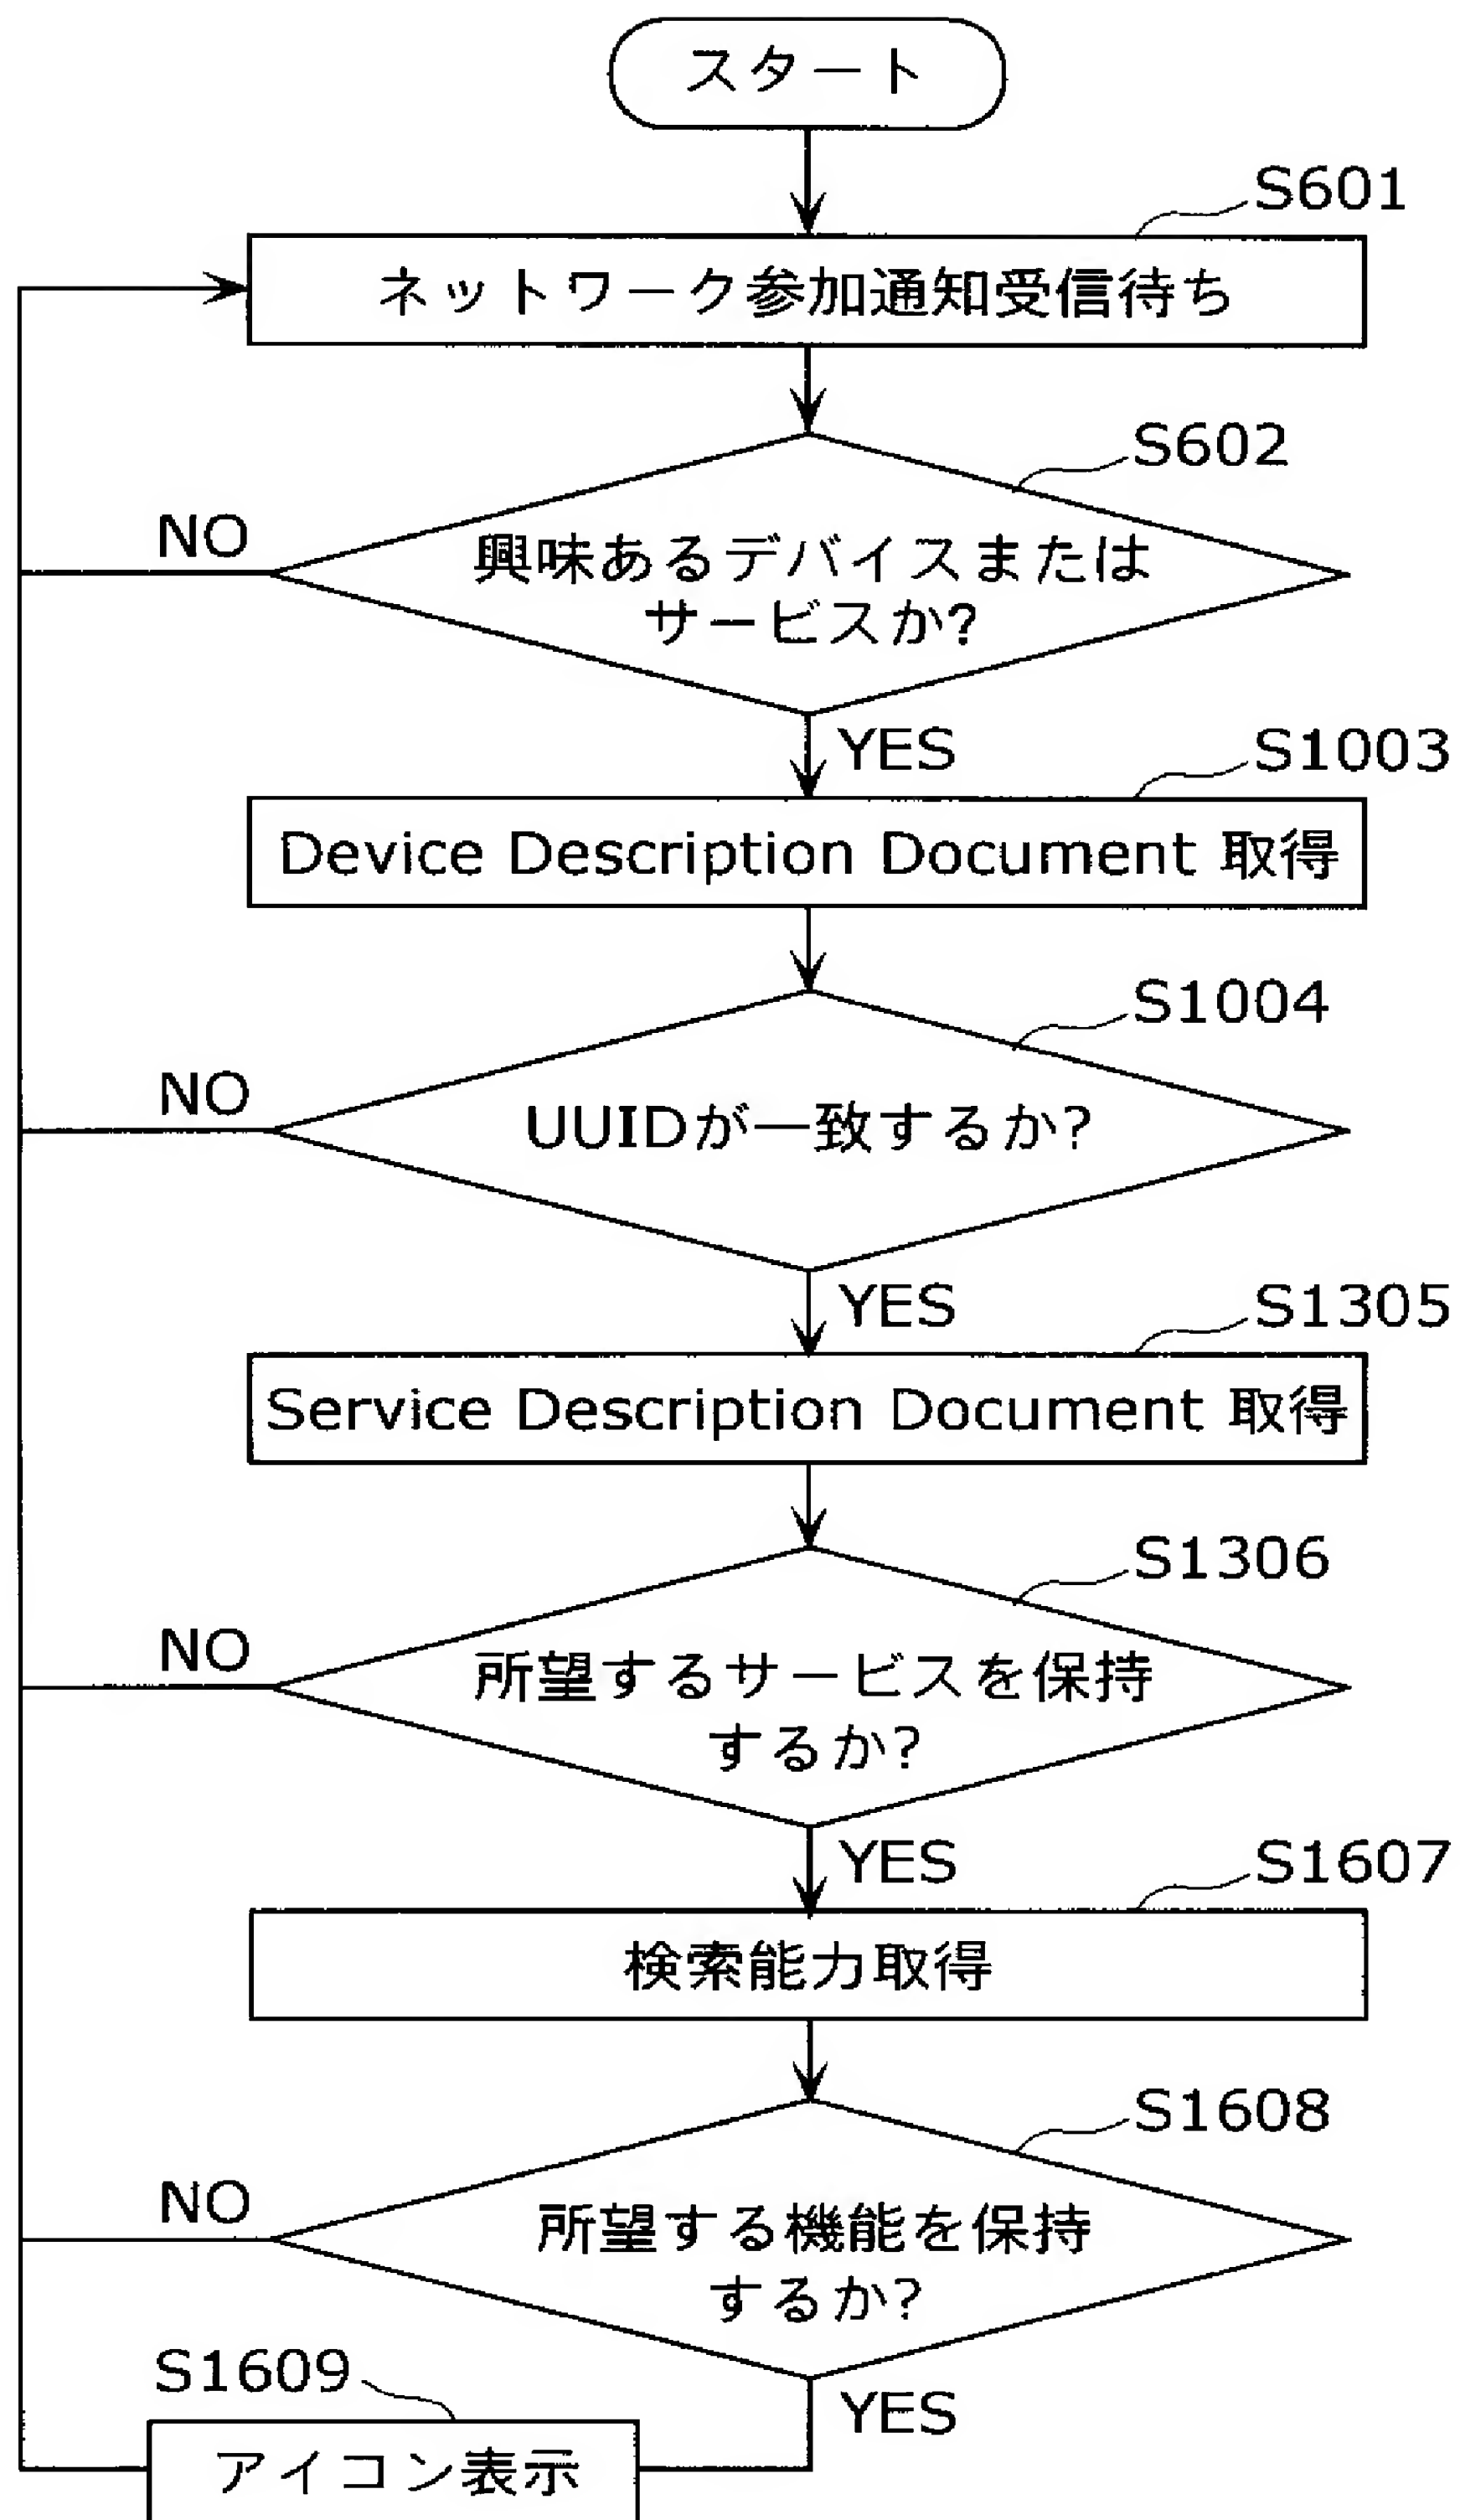 スタート
S601
ネットワーク参加通知受信待ち
S602
NO
興味あるデバイスまたは
サービスか?
YES
S1003
Device Description Document 取得
S1004
NO
UUIDが一致するか?
YES
S1305
Service Description Document 取得
S1306
NO
所望するサービスを保持
するか?
YES
S1607
検索能力取得
S1608
NO
所望する機能を保持
するか?
S1609
YES
アイコン表示